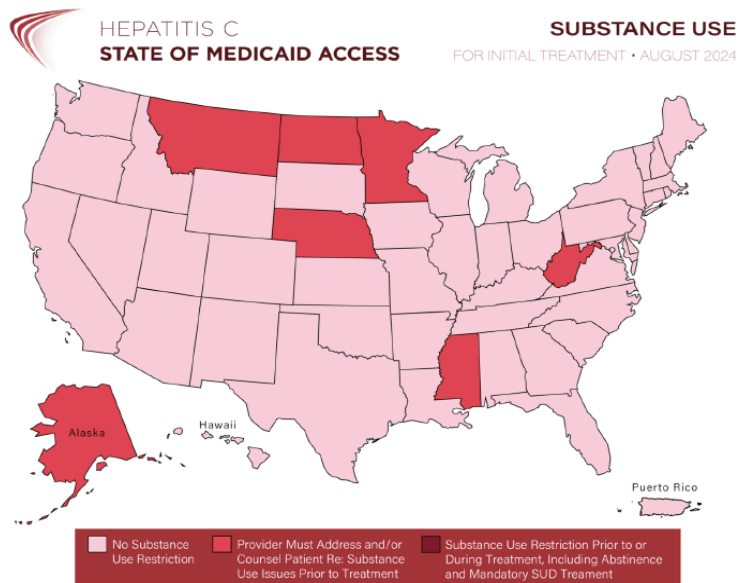 HEPATITIS C
STATE OF MEDICAID ACCESS
SUBSTANCE USE
FOR INITIAL TREATMENT • AUGUST 2024
Alaska
Hawaii
Puerto Rico
No Substance
Use Restriction
Provider Must Address and/or
Counsel Patient Re: Substance
Use Issues Prior to Treatment
Substance Use Restriction Prior to or
During Treatment, Including Abstinence
and Mandatory SUD Treament